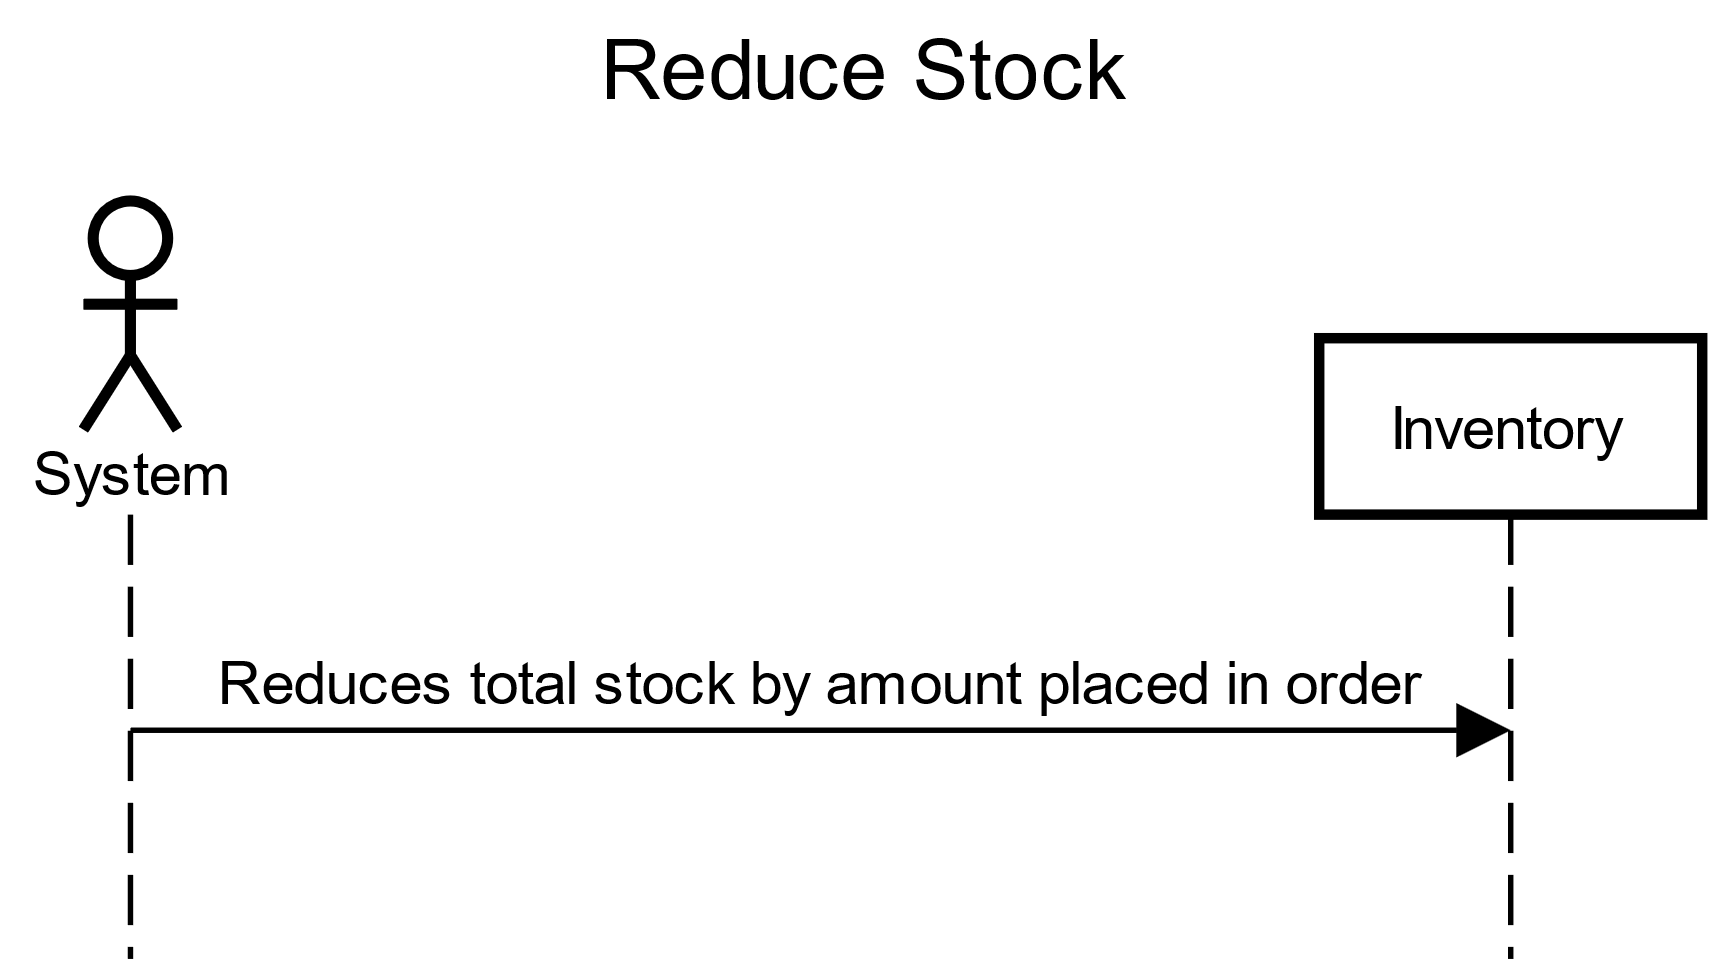 Reduce Stock
System
Inventory
Reduces total stock by amount placed in order